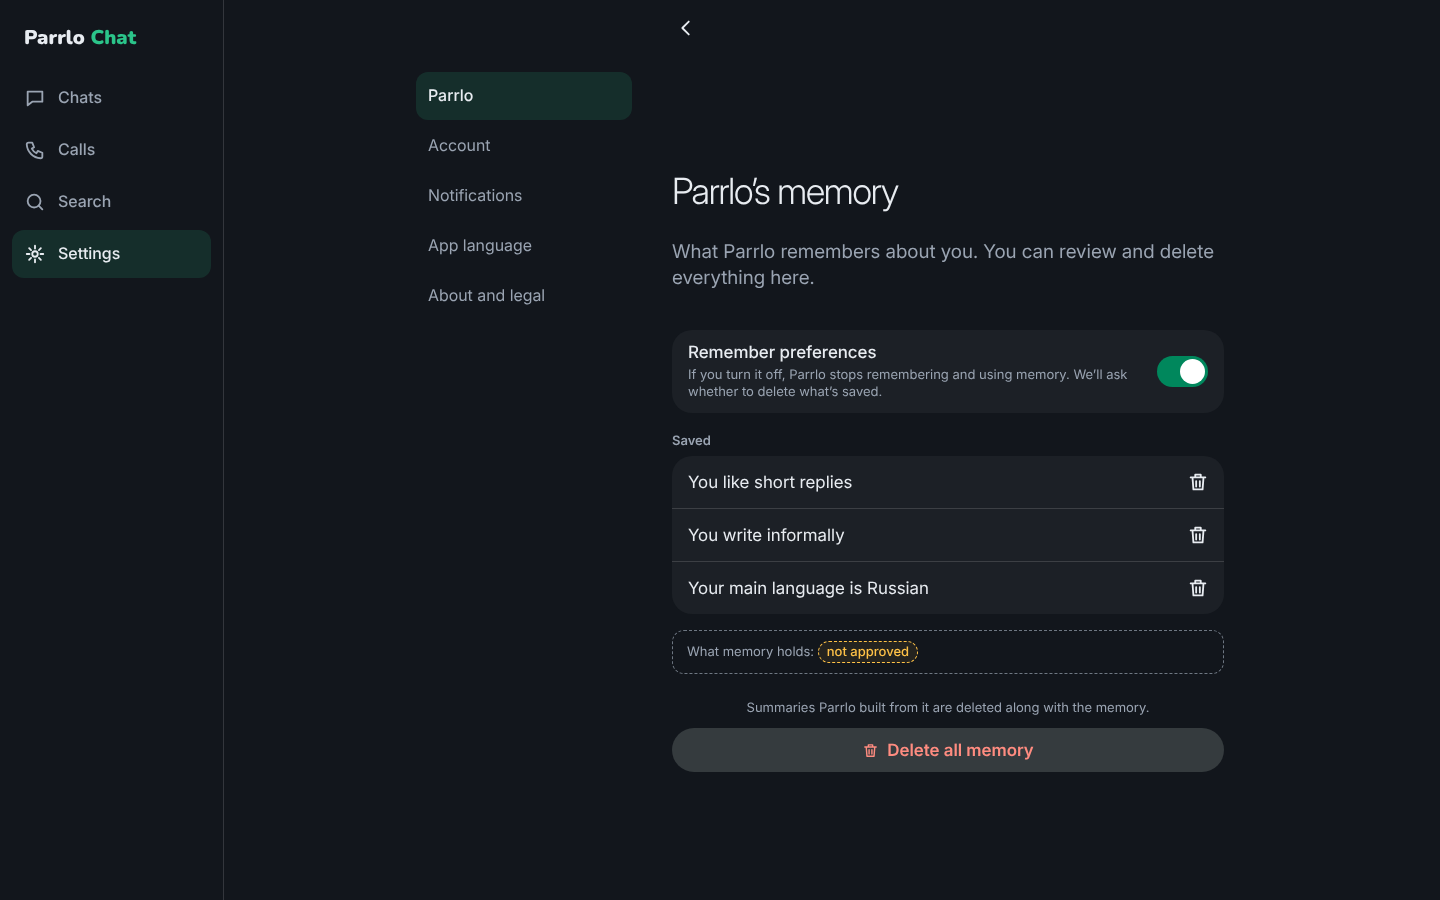 Parrlo Chat
Chats
Calls
Search
Settings
Parrlo
Account
Notifications
App language
About and legal
Parrlo’s memory
What Parrlo remembers about you. You can review and delete
everything here.
Remember preferences
If you turn it off, Parrlo stops remembering and using memory. We’ll ask
whether to delete what’s saved.
Saved
You like short replies
You write informally
Your main language is Russian
What memory holds: not approved
Summaries Parrlo built from it are deleted along with the memory.
Delete all memory